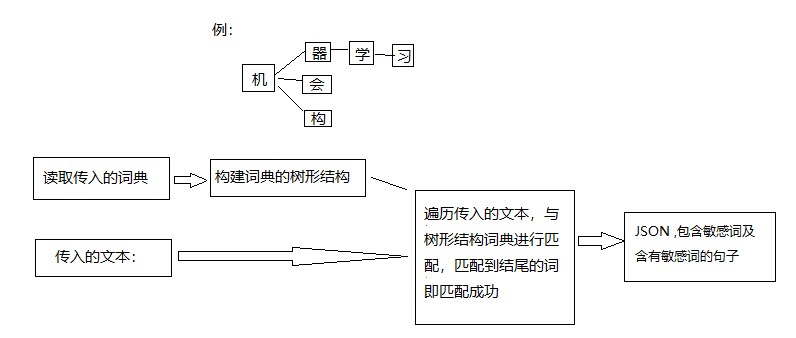 例：
器 学 习
机 会
构
读取传入的词典
构建词典的树形结构
遍历传入的文本，与
树形结构词典进行匹
配，匹配到结尾的词
即匹配成功
传入的文本：
JSON ,包含敏感词及
含有敏感词的句子